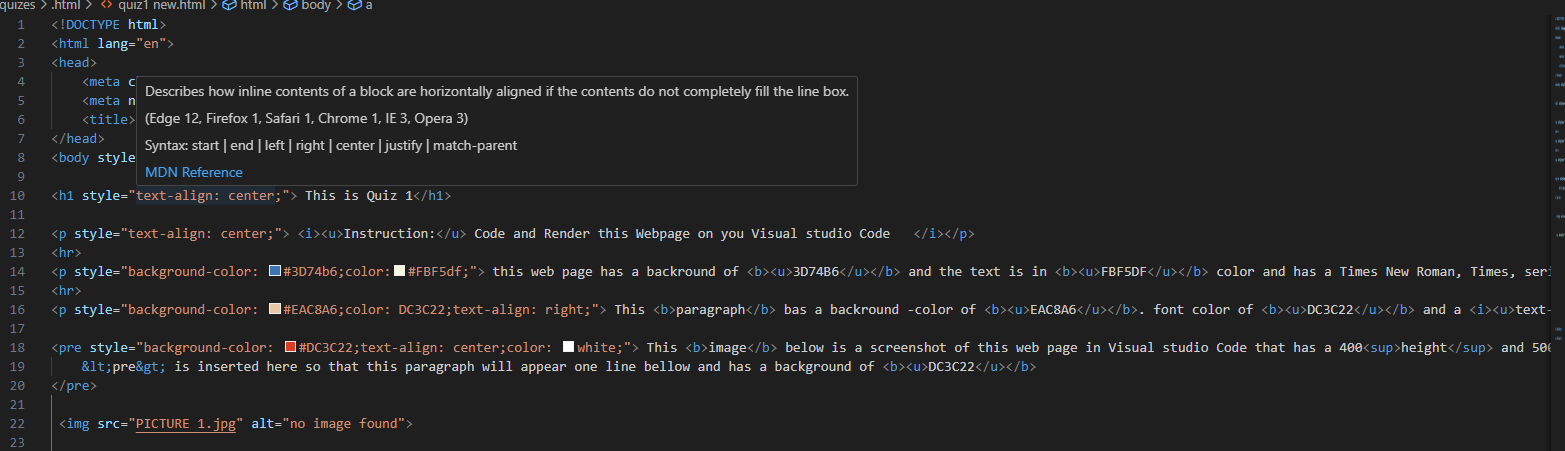 quizes > .html > <> quiz1 new.html > html > body > a
1 <!DOCTYPE html>
2 <html lang="en">
3 <head>
4 <meta c
5 <meta n
6 <title>
7 </head>
8 <body style
Describes how inline contents of a block are horizontally aligned if the contents do not completely fill the line box.
(Edge 12, Firefox 1, Safari 1, Chrome 1, IE 3, Opera 3)
Syntax: start | end | left | right | center | justify | match-parent
MDN Reference
9
10 <h1 style="text-align: center;"> This is Quiz 1</h1>
11
12 <p style="text-align: center;"> <i><u>Instruction:</u> Code and Render this Webpage on you Visual studio Code   </i></p>
13 <hr>
14 <p style="background-color: #3D74b6;color:#FBF5df;"> this web page has a backround of <b><u>3D74B6</u></b> and the text is in <b><u>FBF5DF</u></b> color and has a Times New Roman, Times, seri
15 <hr>
16 <p style="background-color: #EAC8A6;color: DC3C22;text-align: right;"> This <b>paragraph</b> bas a backround -color of <b><u>EAC8A6</u></b>. font color of <b><u>DC3C22</u></b> and a <i><u>text-
17
18 <pre style="background-color: #DC3C22;text-align: center;color: white;"> This <b>image</b> below is a screenshot of this web page in Visual studio Code that has a 400<sup>height</sup> and 500
19 &lt;pre&gt; is inserted here so that this paragraph will appear one line bellow and has a background of <b><u>DC3C22</u></b>
20 </pre>
21
22 <img src="PICTURE 1.jpg" alt="no image found">
23